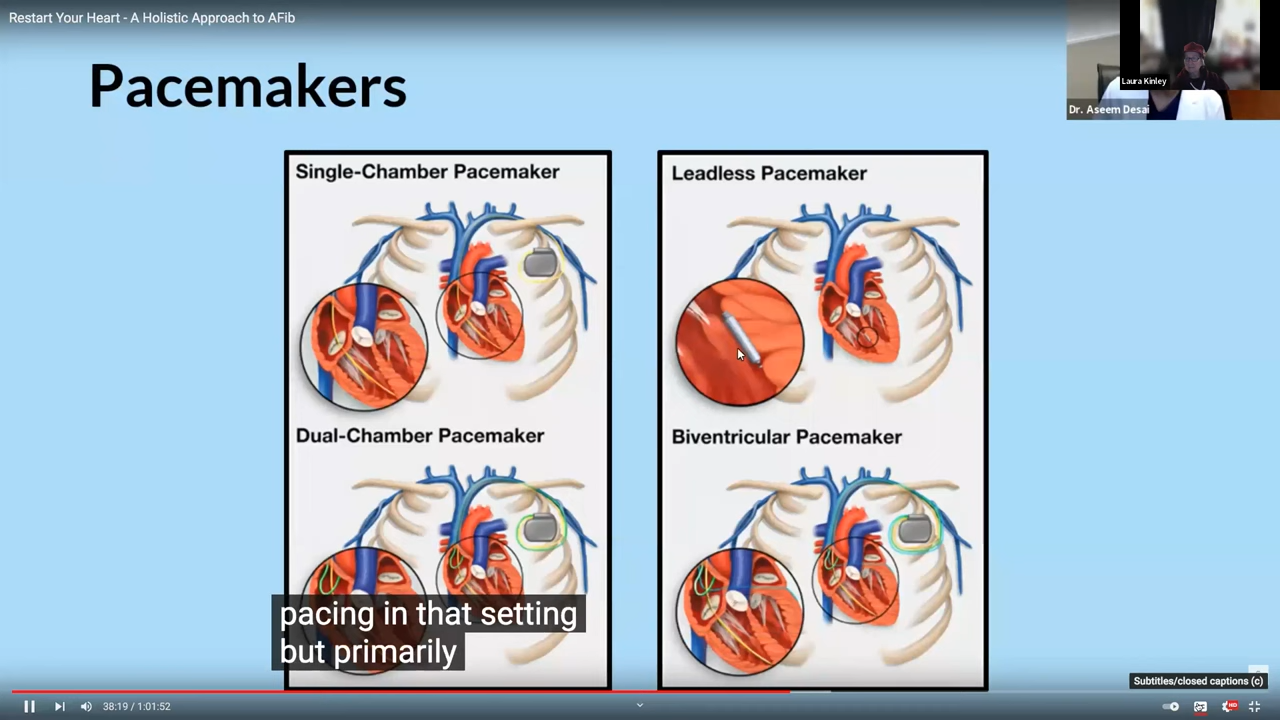 Restart Your Heart - A Holistic Approach to AFib
Pacemakers
Laura Kinley
Dr. Aseem Desai
Single-Chamber Pacemaker
Leadless Pacemaker
Dual-Chamber Pacemaker
Biventricular Pacemaker
pacing in that setting
but primarily
Subtitles/closed captions (c)
38:19 / 1:01:52
HD